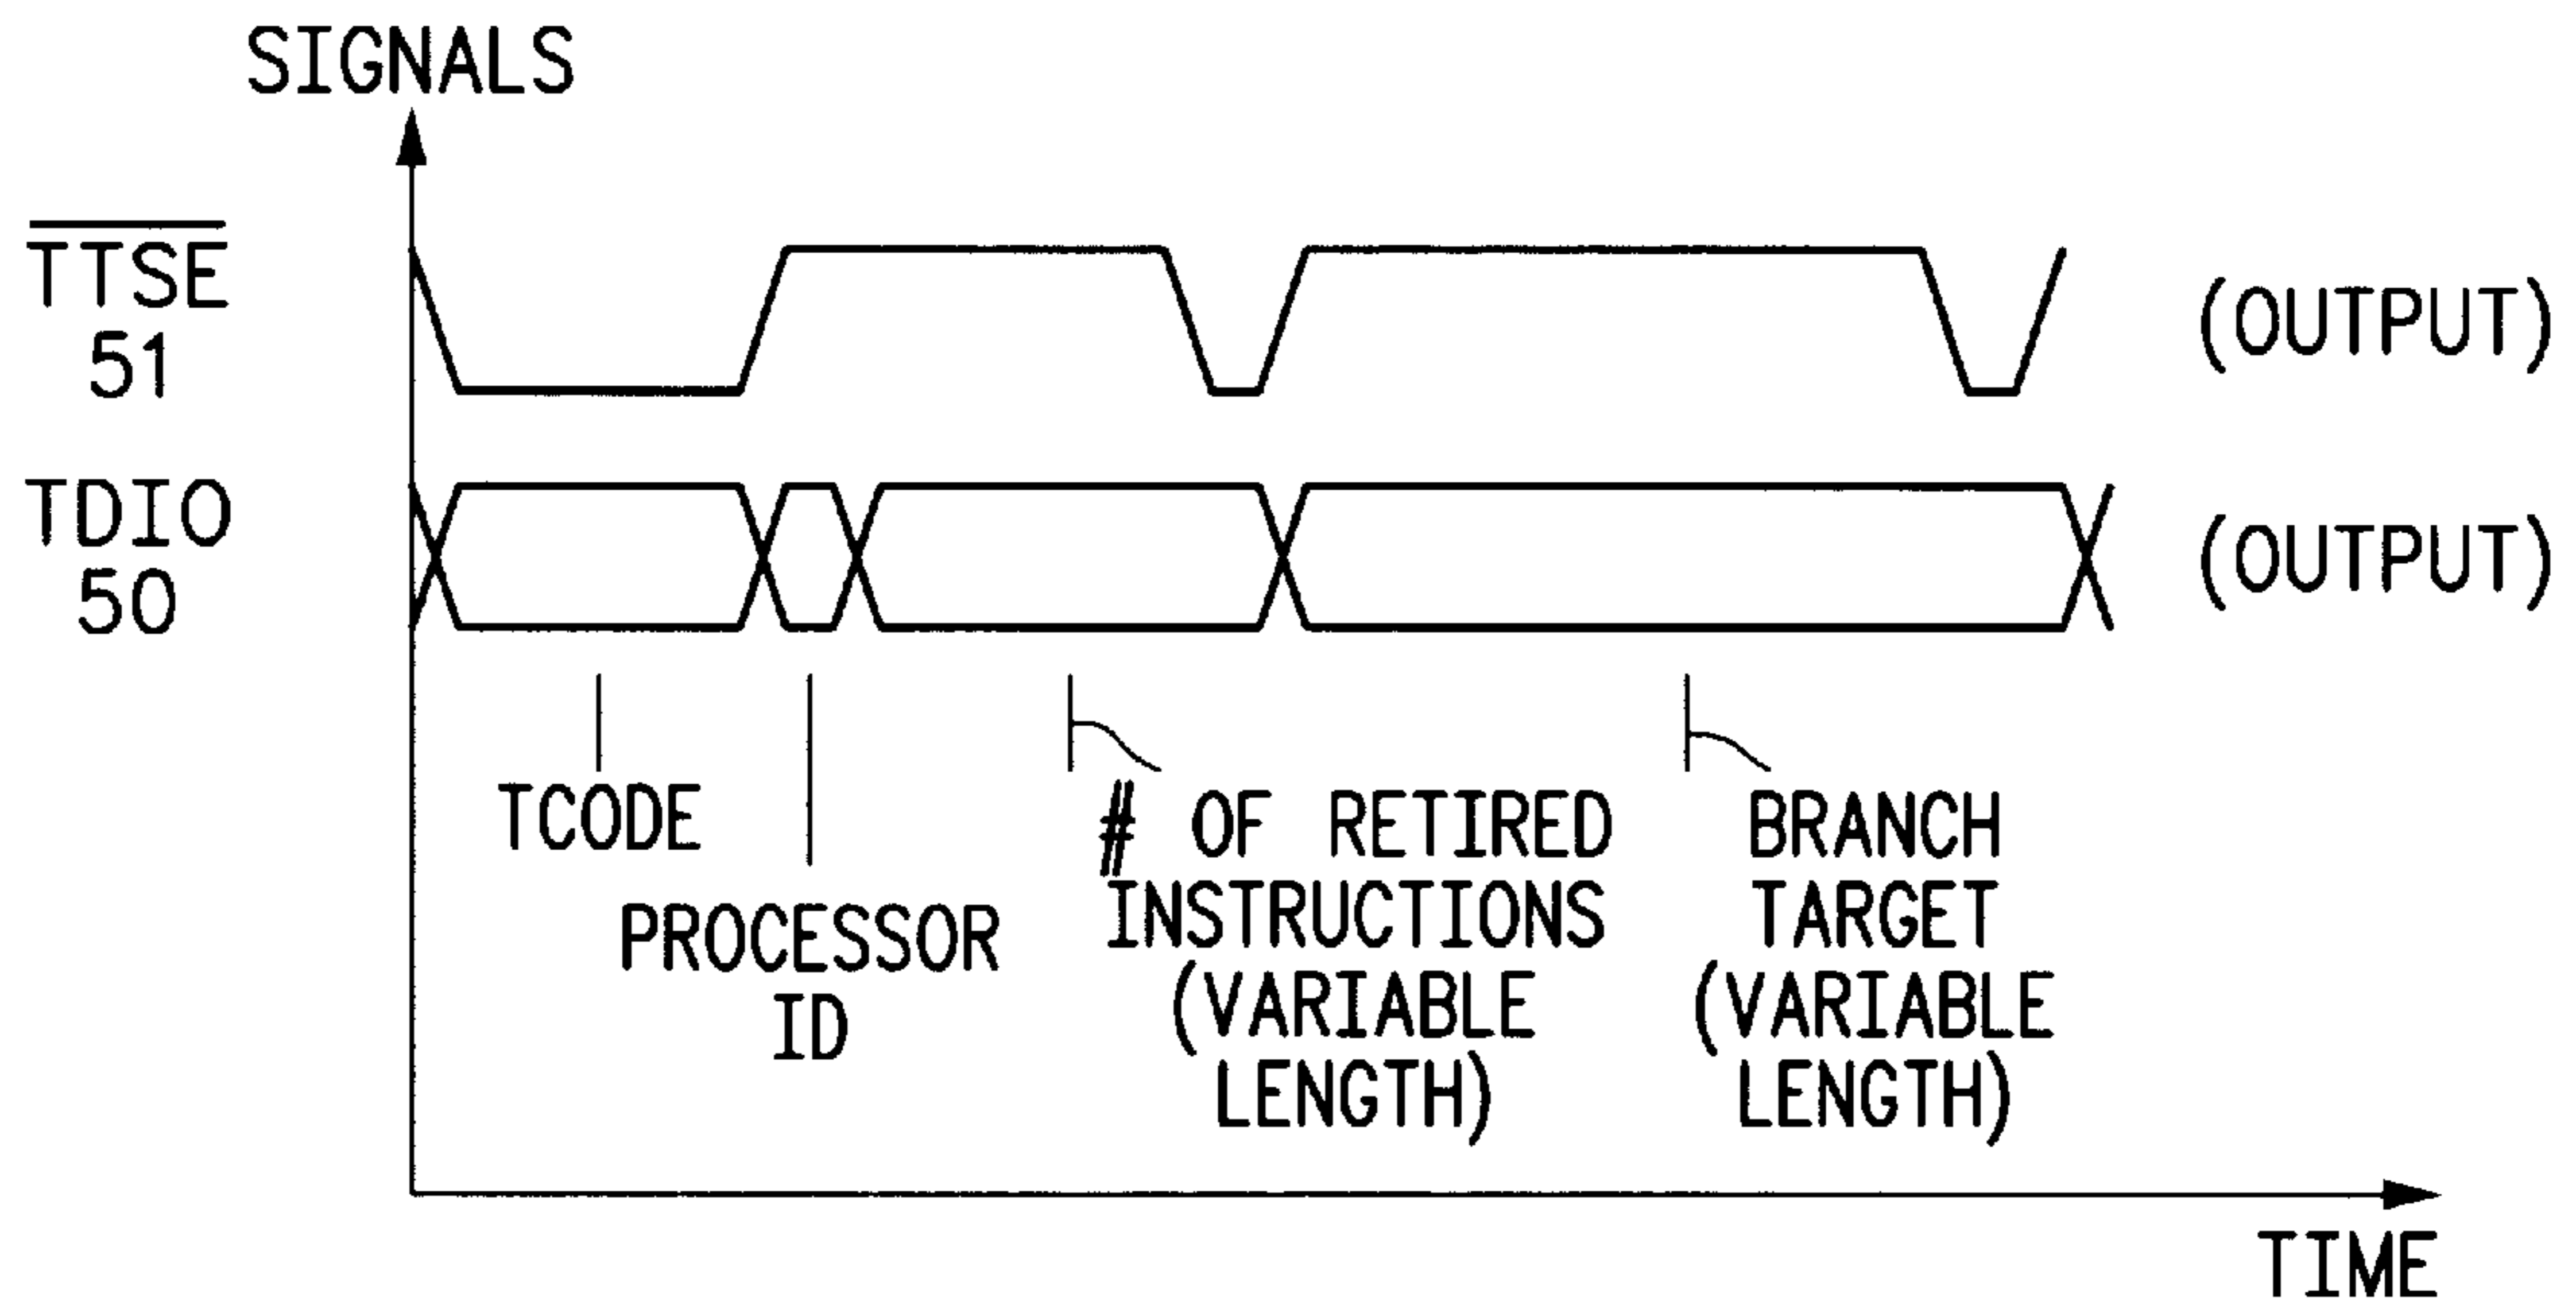 SIGNALS
TTSE
51
(OUTPUT)
TDIO
50
(OUTPUT)
TCODE
PROCESSOR
ID
# OF RETIRED
INSTRUCTIONS
(VARIABLE
LENGTH)
BRANCH
TARGET
(VARIABLE
LENGTH)
TIME